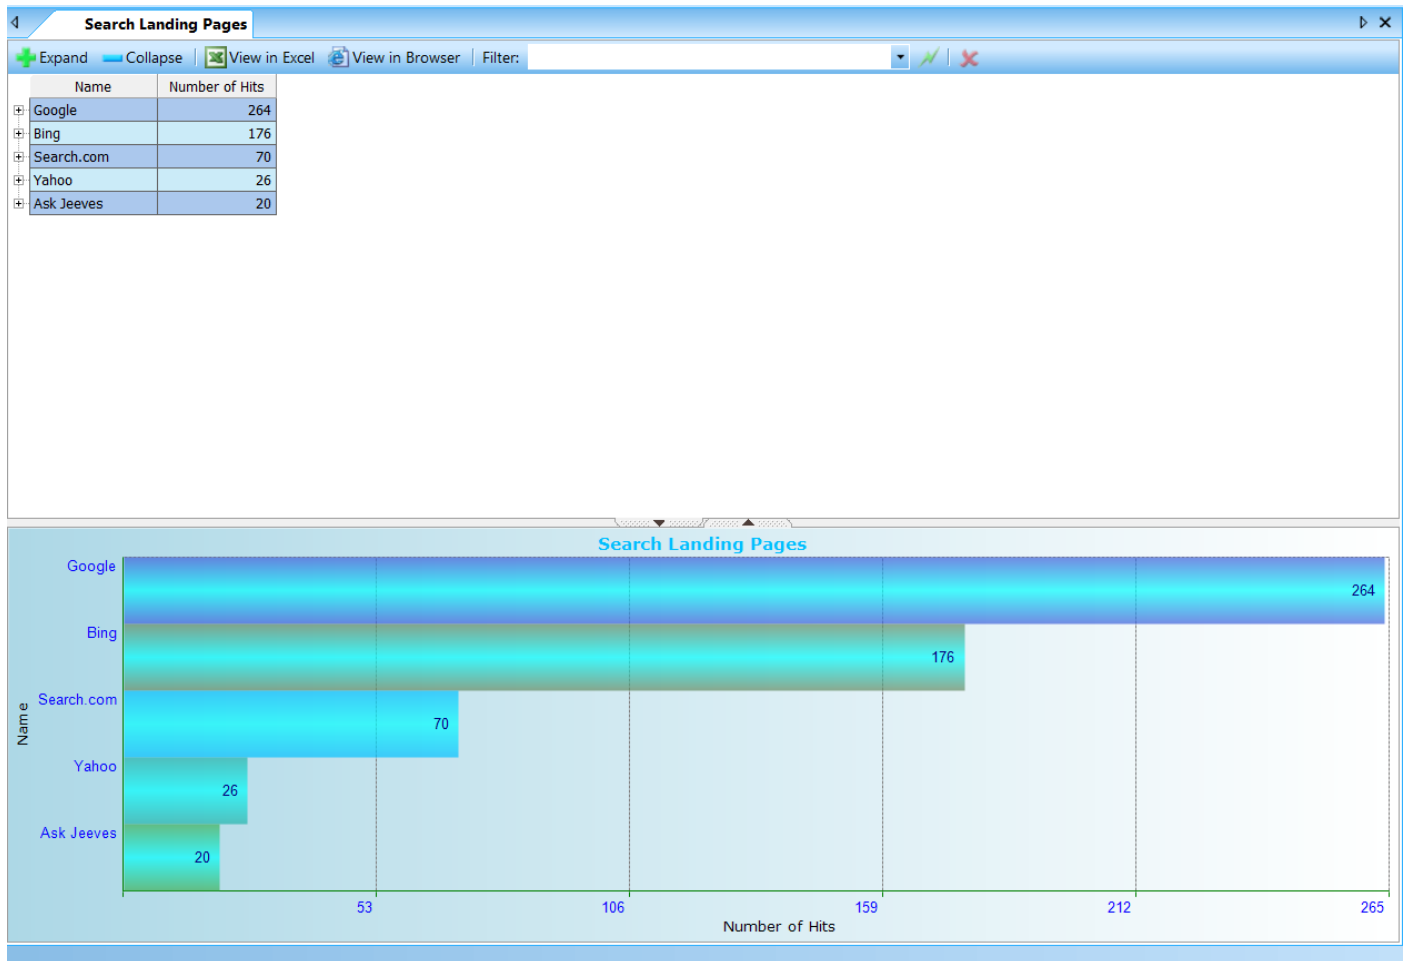 Search Landing Pages
Expand Collapse View in Excel View in Browser Filter:
Name Number of Hits
Google 264
Bing 176
Search.com 70
Yahoo 26
Ask Jeeves 20
Search Landing Pages
Google 264
Bing 176
Search.com 70
Yahoo 26
Ask Jeeves 20
Name
53 106 159 212 265
Number of Hits